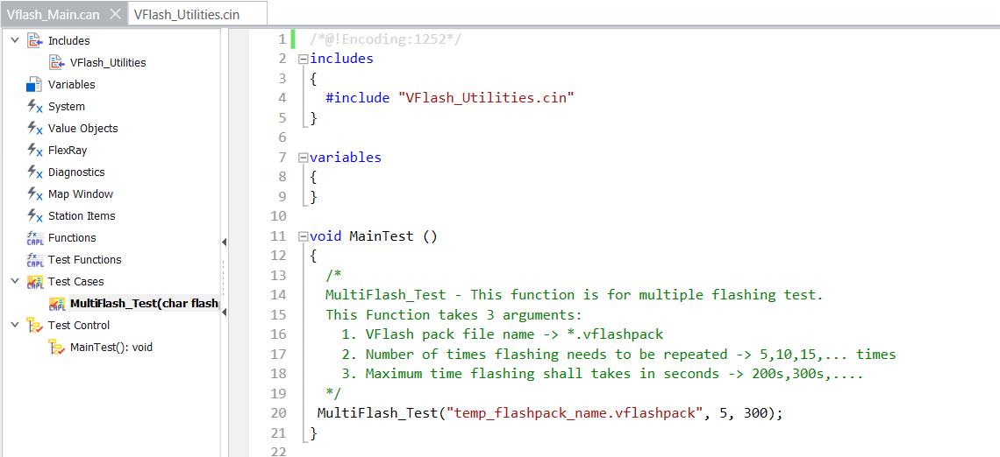 Vflash_Main.can
VFlash_Utilities.cin
Includes
VFlash_Utilities
Variables
System
Value Objects
FlexRay
Diagnostics
Map Window
Station Items
Functions
Test Functions
Test Cases
MultiFlash_Test(char flash
Test Control
MainTest(): void
1 /*@!Encoding:1252*/
2 includes
3 {
4 #include "VFlash_Utilities.cin"
5 }
6
7 variables
8 {
9 }
10
11 void MainTest ()
12 {
13 /*
14 MultiFlash_Test - This function is for multiple flashing test.
15 This Function takes 3 arguments:
16 1. VFlash pack file name -> *.vflashpack
17 2. Number of times flashing needs to be repeated -> 5,10,15,... times
18 3. Maximum time flashing shall takes in seconds -> 200s,300s,....
19 */
20 MultiFlash_Test("temp_flashpack_name.vflashpack", 5, 300);
21 }
22